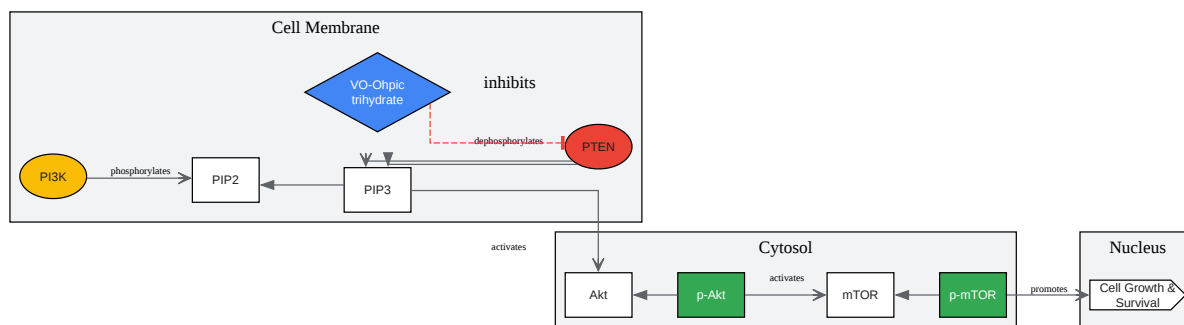 Cell Membrane
VO-Ohpic
trihydrate
inhibits
dephosphorylates
PTEN
PI3K
phosphorylates
PIP2
PIP3
activates
Cytosol
Nucleus
Akt
p-Akt
activates
mTOR
p-mTOR
promotes
Cell Growth &
Survival